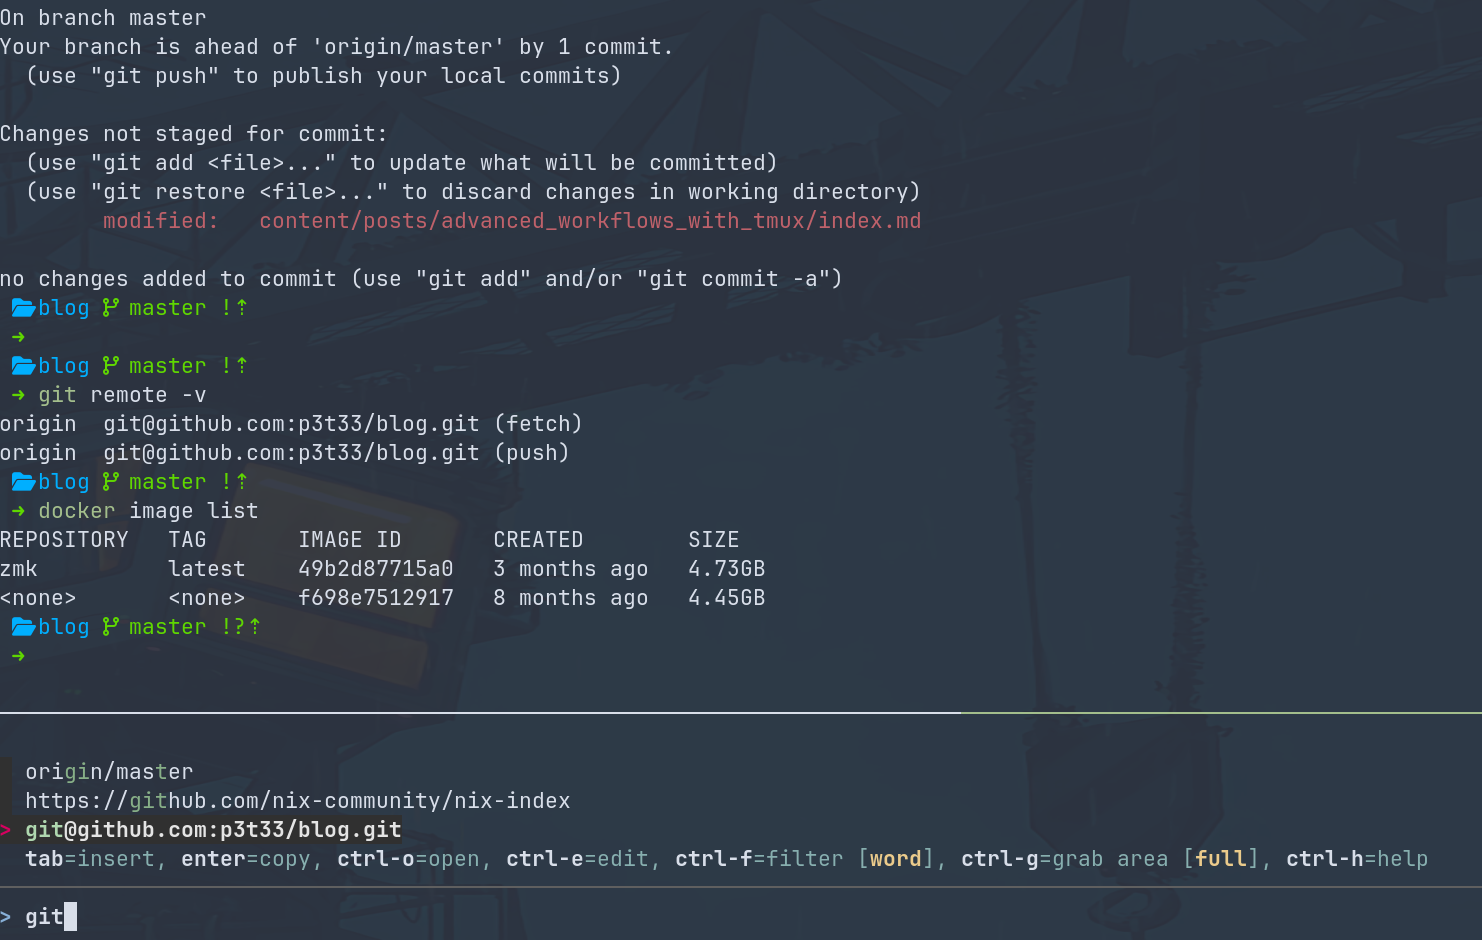 On branch master
Your branch is ahead of 'origin/master' by 1 commit.
  (use "git push" to publish your local commits)

Changes not staged for commit:
  (use "git add <file>..." to update what will be committed)
  (use "git restore <file>..." to discard changes in working directory)
        modified:   content/posts/advanced_workflows_with_tmux/index.md

no changes added to commit (use "git add" and/or "git commit -a")
blog master !⇡
➜
blog master !⇡
➜ git remote -v
origin  git@github.com:p3t33/blog.git (fetch)
origin  git@github.com:p3t33/blog.git (push)
blog master !⇡
➜ docker image list
REPOSITORY   TAG       IMAGE ID       CREATED        SIZE
zmk          latest    49b2d87715a0   3 months ago   4.73GB
<none>       <none>    f698e7512917   8 months ago   4.45GB
blog master !?⇡
➜
  origin/master
  https://github.com/nix-community/nix-index
> git@github.com:p3t33/blog.git
  tab=insert, enter=copy, ctrl-o=open, ctrl-e=edit, ctrl-f=filter [word], ctrl-g=grab area [full], ctrl-h=help
> git